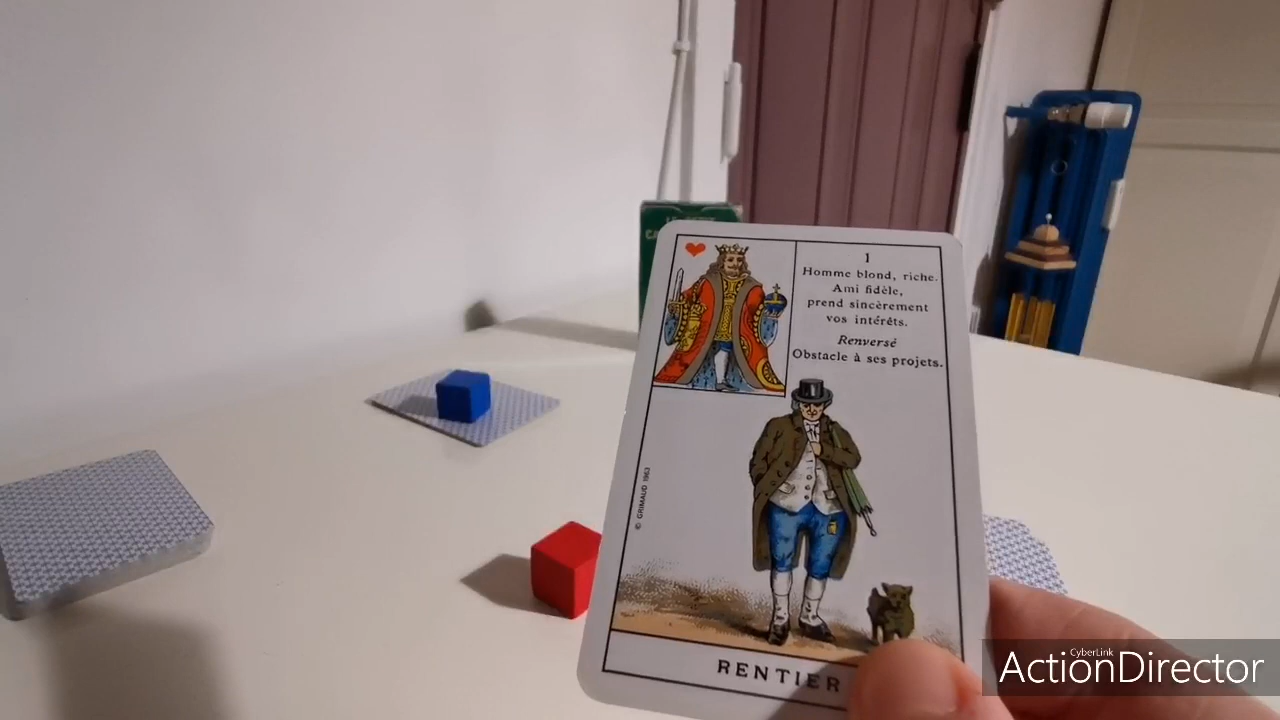 1
Homme blond, riche.
Ami fidèle,
prend sincèrement
vos intérêts.
Renversé
Obstacle à ses projets.
© GRIMAUD 1963
RENTIER
CyberLink
ActionDirector